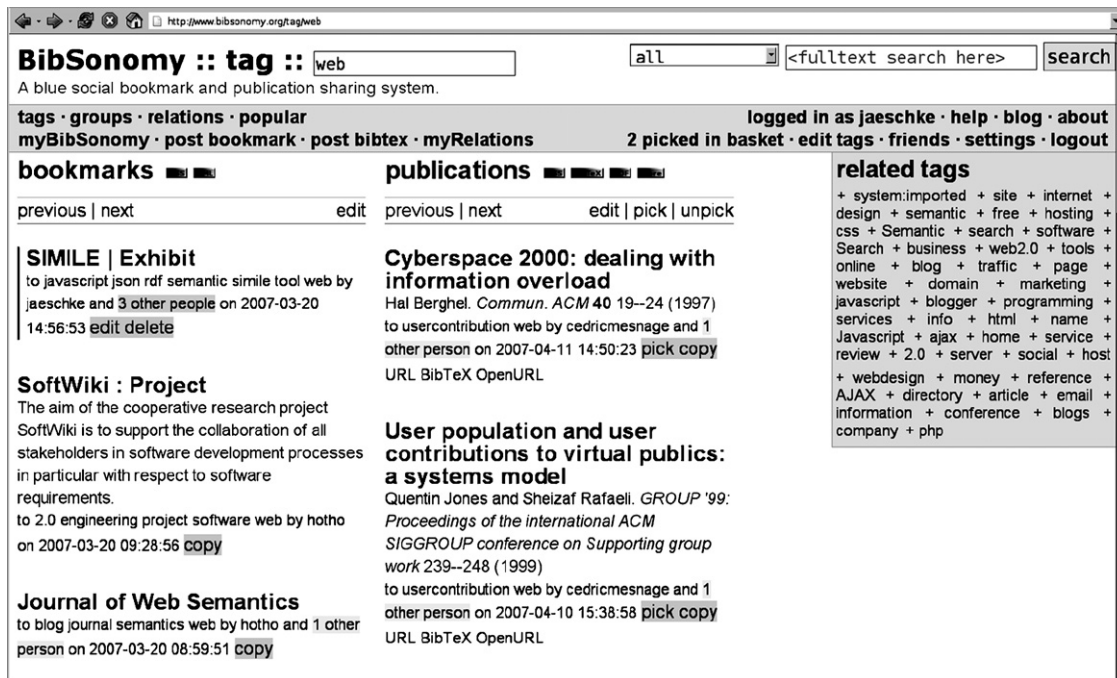 http://www.bibsonomy.org/tag/web
BibSonomy :: tag :: web
all <fulltext search here> search
A blue social bookmark and publication sharing system.
tags · groups · relations · popular
logged in as jaeschke · help · blog · about
myBibSonomy · post bookmark · post bibtex · myRelations
2 picked in basket · edit tags · friends · settings · logout
bookmarks
previous | next edit
SIMILE | Exhibit
to javascript json rdf semantic simile tool web by
jaeschke and 3 other people on 2007-03-20
14:56:53 edit delete
SoftWiki : Project
The aim of the cooperative research project
SoftWiki is to support the collaboration of all
stakeholders in software development processes
in particular with respect to software
requirements.
to 2.0 engineering project software web by hotho
on 2007-03-20 09:28:56 copy
Journal of Web Semantics
to blog journal semantics web by hotho and 1 other
person on 2007-03-20 08:59:51 copy
publications
previous | next edit | pick | unpick
Cyberspace 2000: dealing with
information overload
Hal Berghel. Commun. ACM 40 19--24 (1997)
to usercontribution web by cedricmesnage and 1
other person on 2007-04-11 14:50:23 pick copy
URL BibTeX OpenURL
User population and user
contributions to virtual publics:
a systems model
Quentin Jones and Sheizaf Rafaeli. GROUP '99:
Proceedings of the international ACM
SIGGROUP conference on Supporting group
work 239--248 (1999)
to usercontribution web by cedricmesnage and 1
other person on 2007-04-10 15:38:58 pick copy
URL BibTeX OpenURL
related tags
+ system:imported + site + internet +
design + semantic + free + hosting +
css + Semantic + search + software +
Search + business + web2.0 + tools +
online + blog + traffic + page +
website + domain + marketing +
javascript + blogger + programming +
services + info + html + name +
Javascript + ajax + home + service +
review + 2.0 + server + social + host
+ webdesign + money + reference +
AJAX + directory + article + email +
information + conference + blogs +
company + php